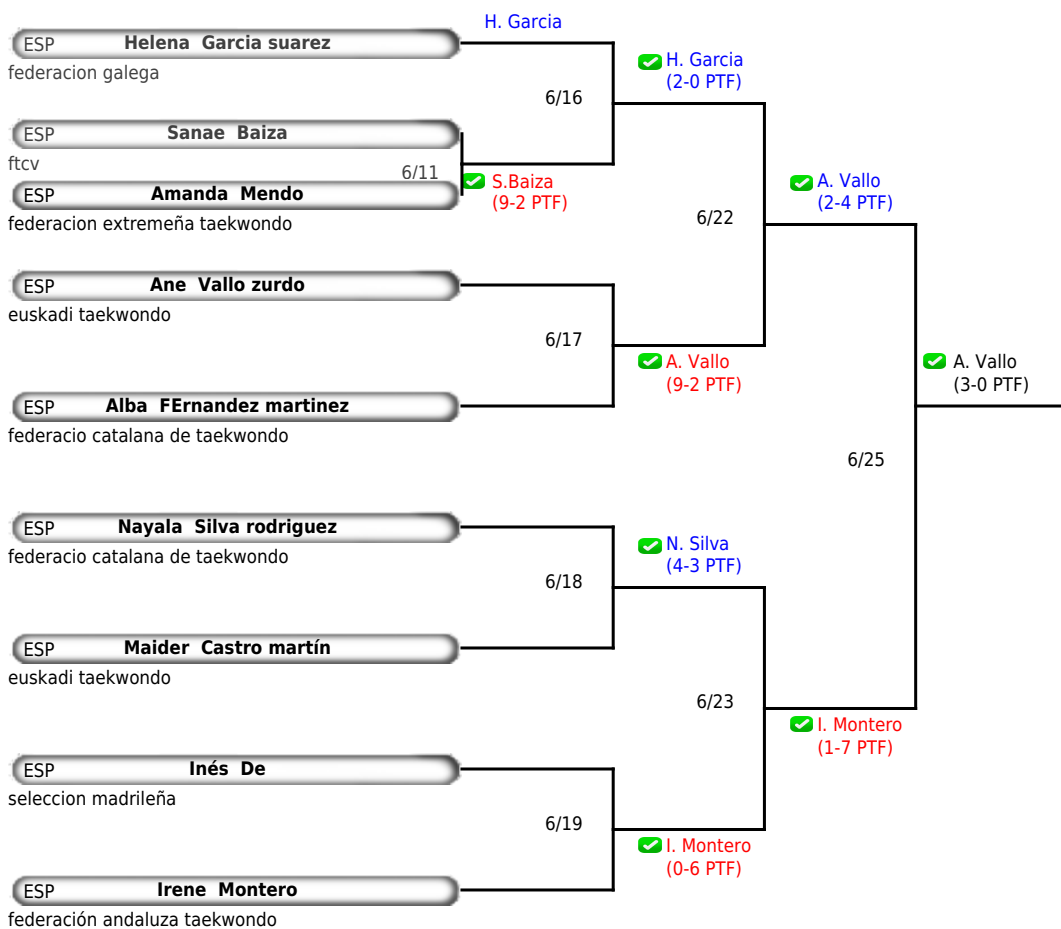 H. Garcia
ESP Helena Garcia suarez
federacion galega
H. Garcia
(2-0 PTF)
6/16
ESP Sanae Baiza
ftcv
6/11
S.Baiza
(9-2 PTF)
ESP Amanda Mendo
federacion extremeña taekwondo
A. Vallo
(2-4 PTF)
6/22
ESP Ane Vallo zurdo
euskadi taekwondo
6/17
A. Vallo
(9-2 PTF)
A. Vallo
(3-0 PTF)
ESP Alba FErnandez martinez
federacio catalana de taekwondo
6/25
ESP Nayala Silva rodriguez
federacio catalana de taekwondo
N. Silva
(4-3 PTF)
6/18
ESP Maider Castro martín
euskadi taekwondo
6/23
I. Montero
(1-7 PTF)
ESP Inés De
seleccion madrileña
6/19
I. Montero
(0-6 PTF)
ESP Irene Montero
federación andaluza taekwondo